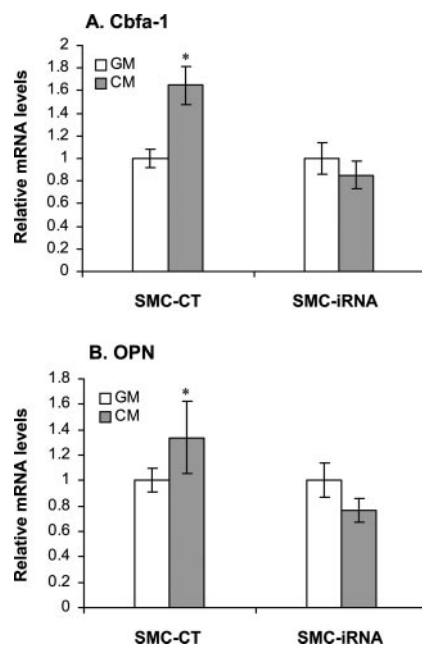 A. Cbfa-1
Relative mRNA levels
2
1.8
1.6
1.4
1.2
1
0.8
0.6
0.4
0.2
0
GM
CM
*
SMC-CT
SMC-iRNA
B. OPN
Relative mRNA levels
1.8
1.6
1.4
1.2
1
0.8
0.6
0.4
0.2
0
GM
CM
*
SMC-CT
SMC-iRNA